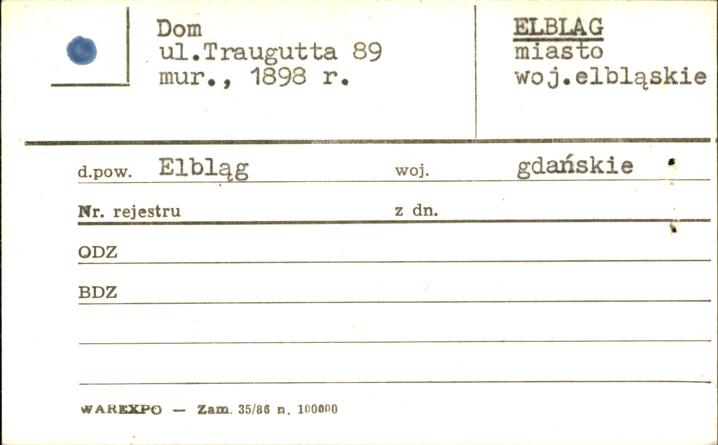 Dom
ul.Traugutta 89
mur., 1898 r.
ELBLAG
miasto
woj.elbląskie
d.pow. Elbląg woj. gdańskie
Nr. rejestru z dn.
ODZ
BDZ
WAREXPO — Zam. 35/86 n. 100000